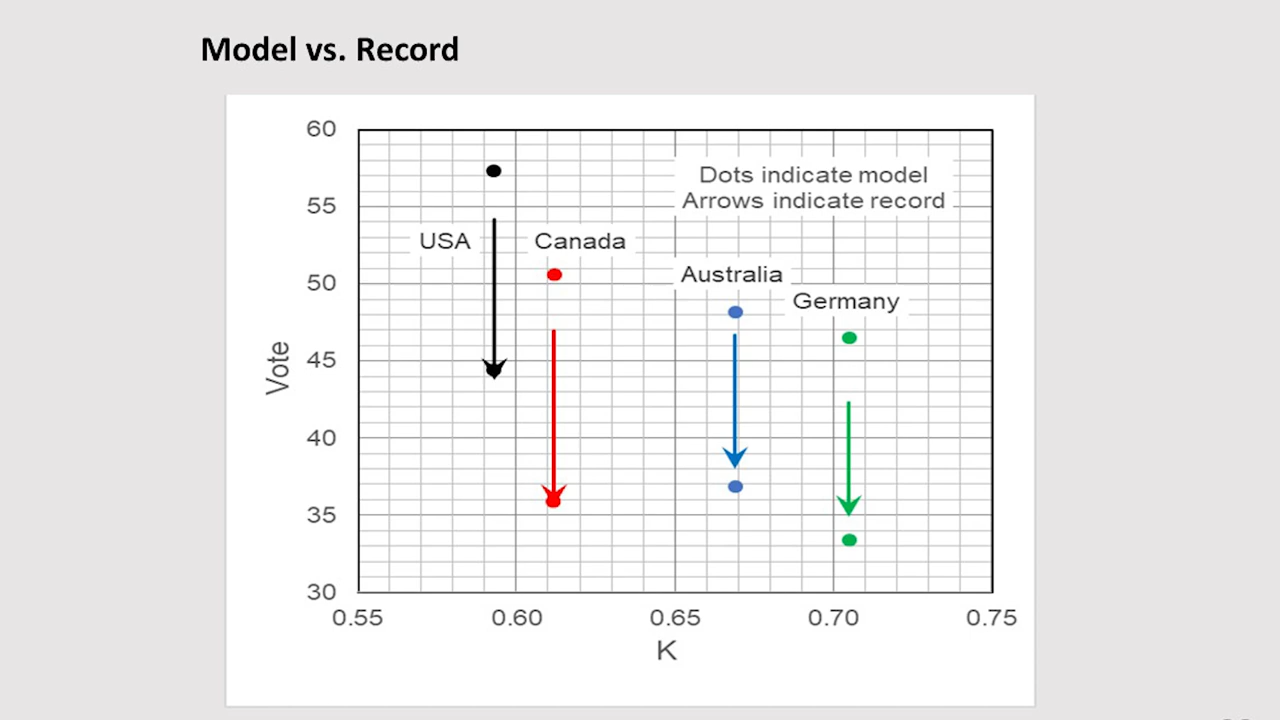 Model vs. Record
60
Dots indicate model
Arrows indicate record
55
USA
Canada
50
Australia
Germany
45
Vote
40
35
30
0.55 0.60 0.65 0.70 0.75
K